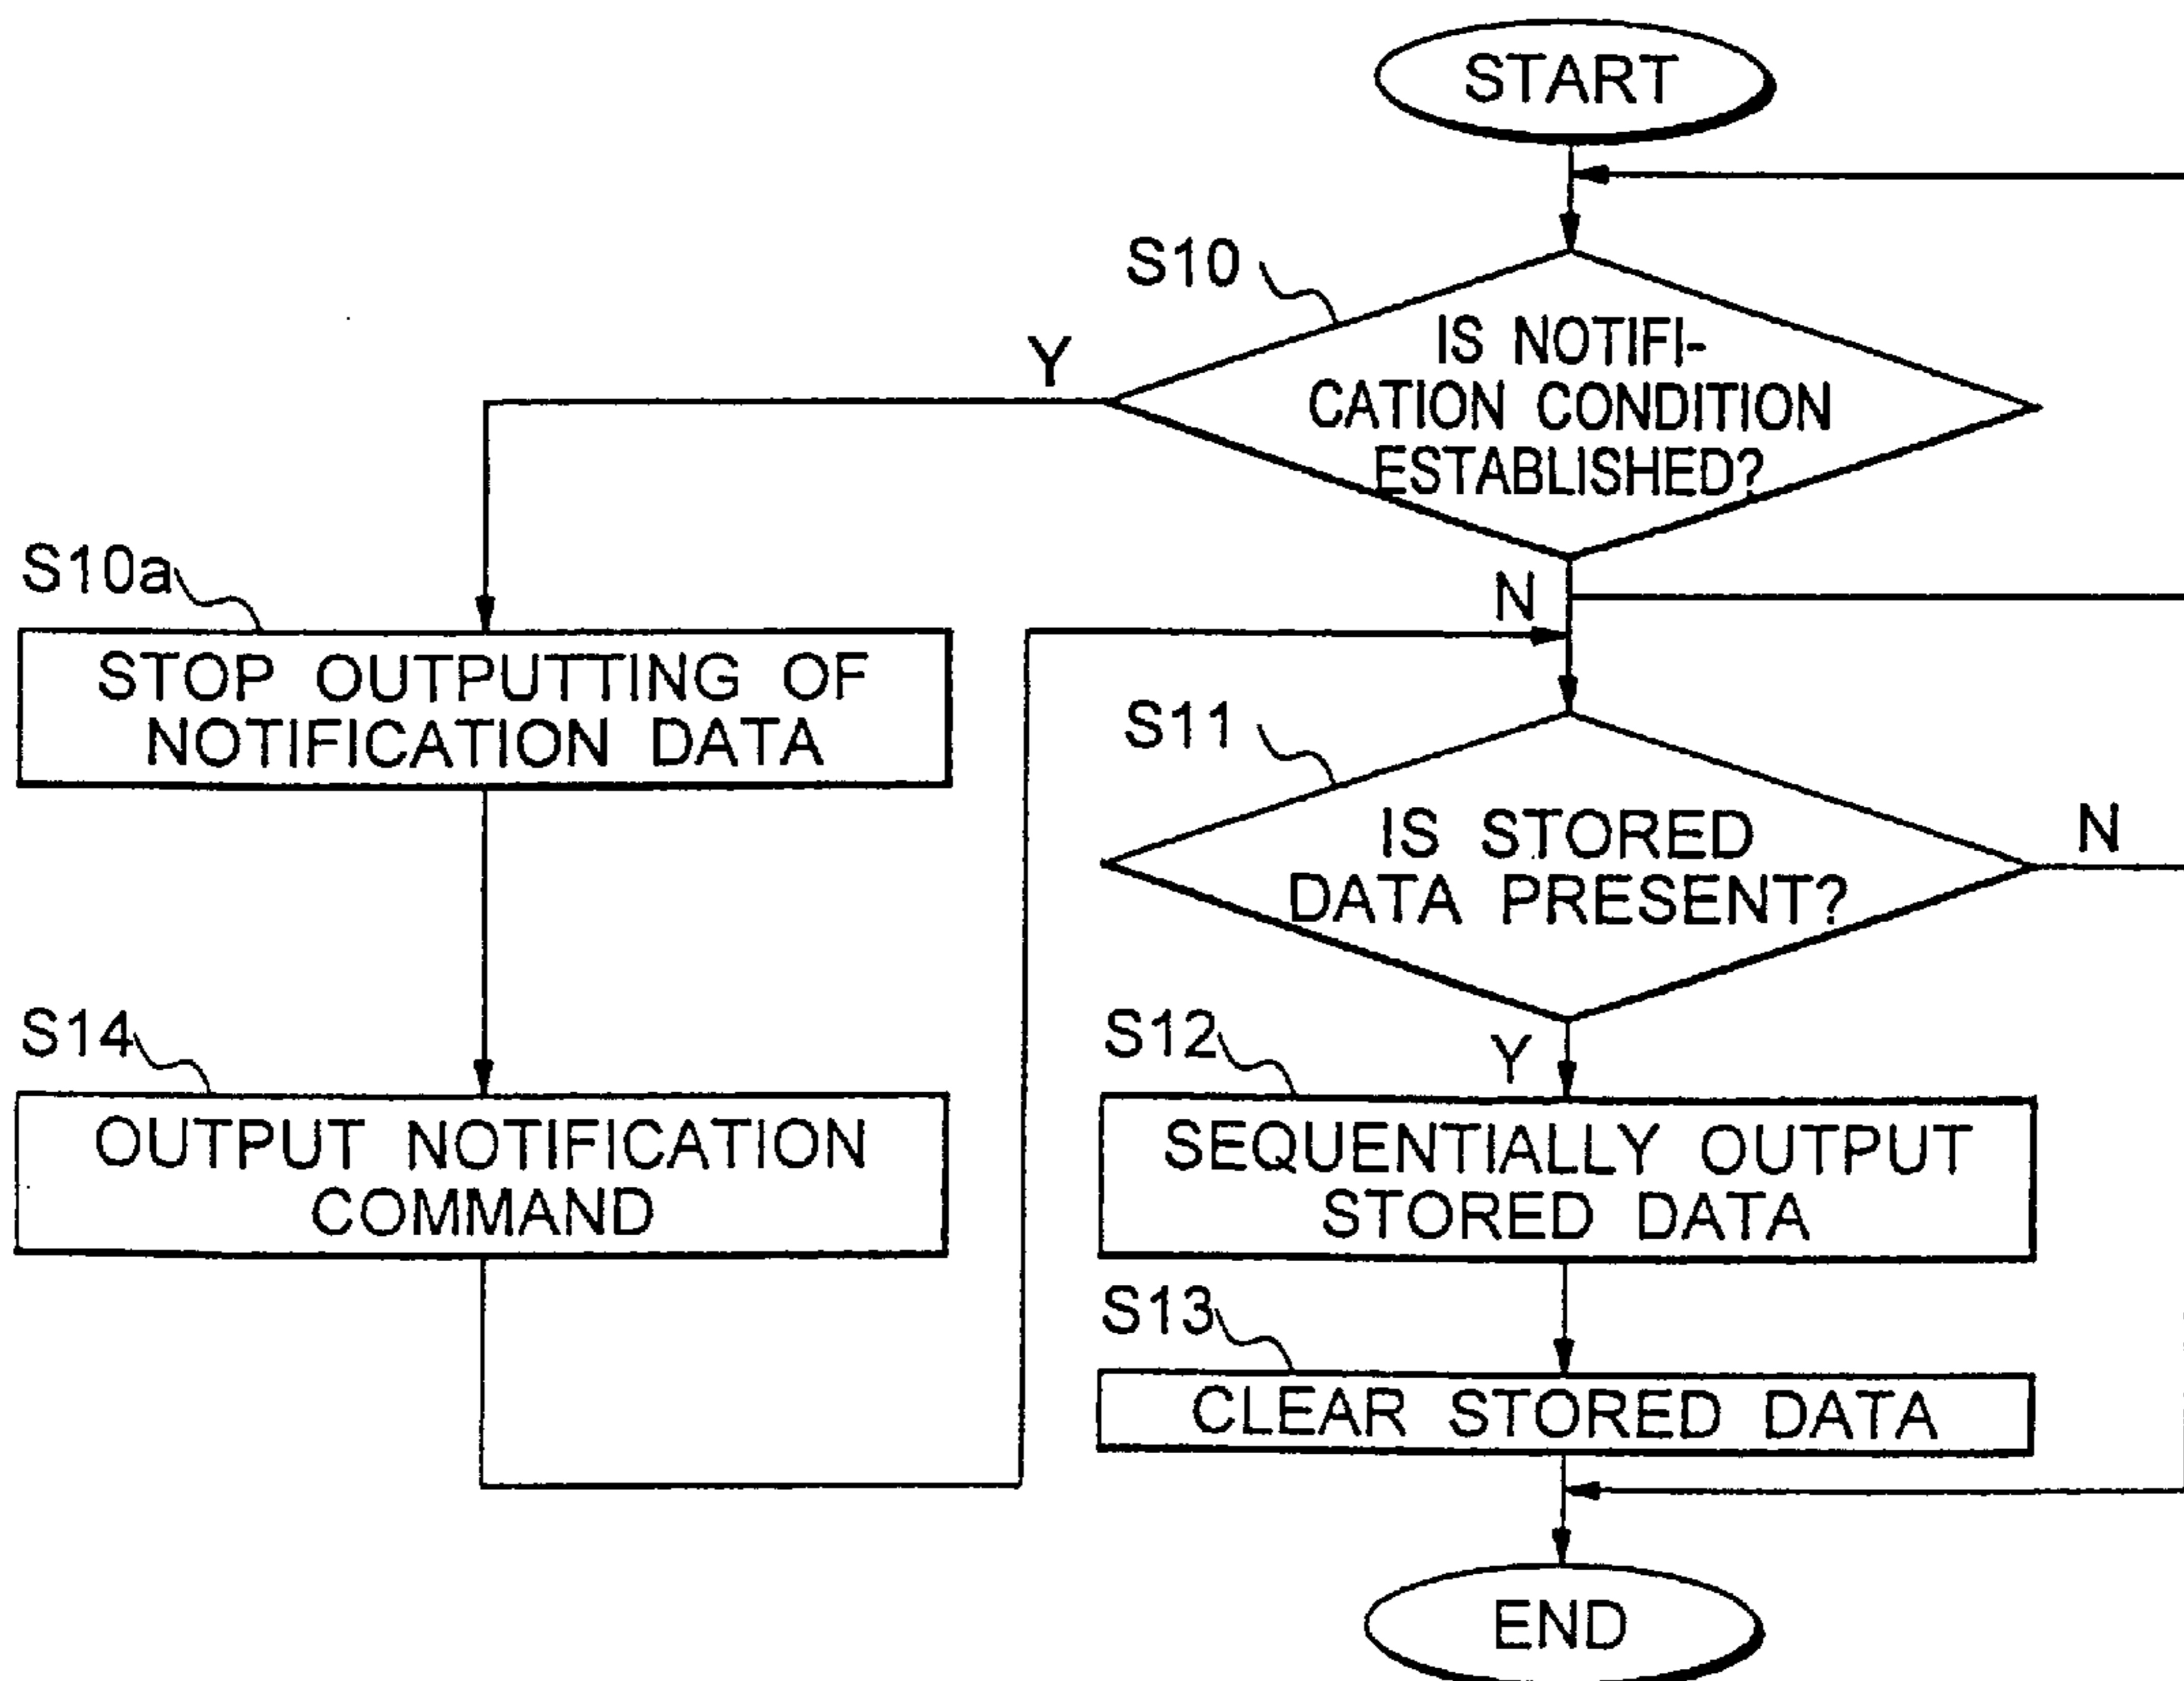 START
S10
IS NOTIFI-
CATION CONDITION
ESTABLISHED?
Y
N
S10a
STOP OUTPUTTING OF
NOTIFICATION DATA
S11
IS STORED
DATA PRESENT?
N
Y
S14
OUTPUT NOTIFICATION
COMMAND
S12
SEQUENTIALLY OUTPUT
STORED DATA
S13
CLEAR STORED DATA
END